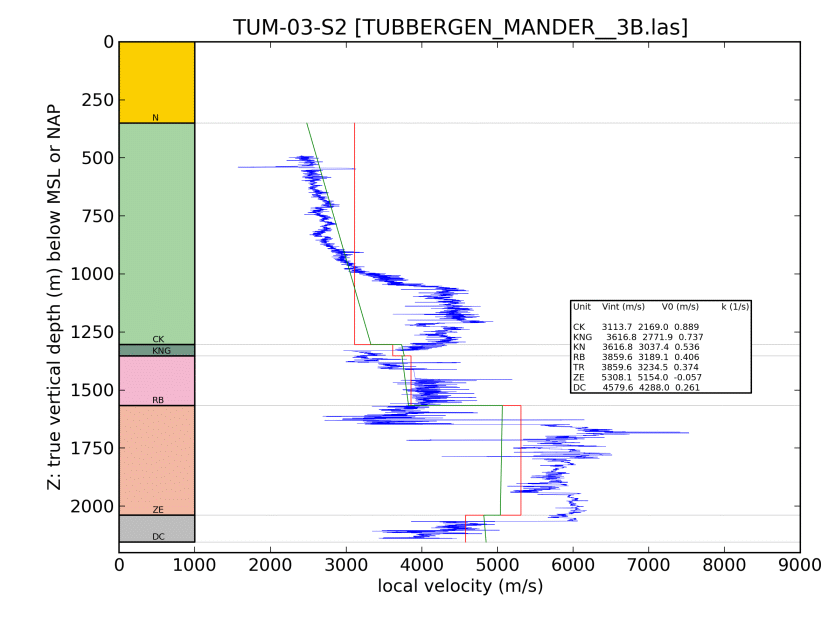 TUM-03-S2 [TUBBERGEN_MANDER__3B.las]
0
250
500
750
1000
1250
1500
1750
2000
Z: true vertical depth (m) below MSL or NAP
N
CK
KNG
RB
ZE
DC
Unit Vint (m/s) V0 (m/s) k (1/s)
CK 3113.7 2169.0 0.889
KNG 3616.8 2771.9 0.737
KN 3616.8 3037.4 0.536
RB 3859.6 3189.1 0.406
TR 3859.6 3234.5 0.374
ZE 5308.1 5154.0 -0.057
DC 4579.6 4288.0 0.261
0 1000 2000 3000 4000 5000 6000 7000 8000 9000
local velocity (m/s)